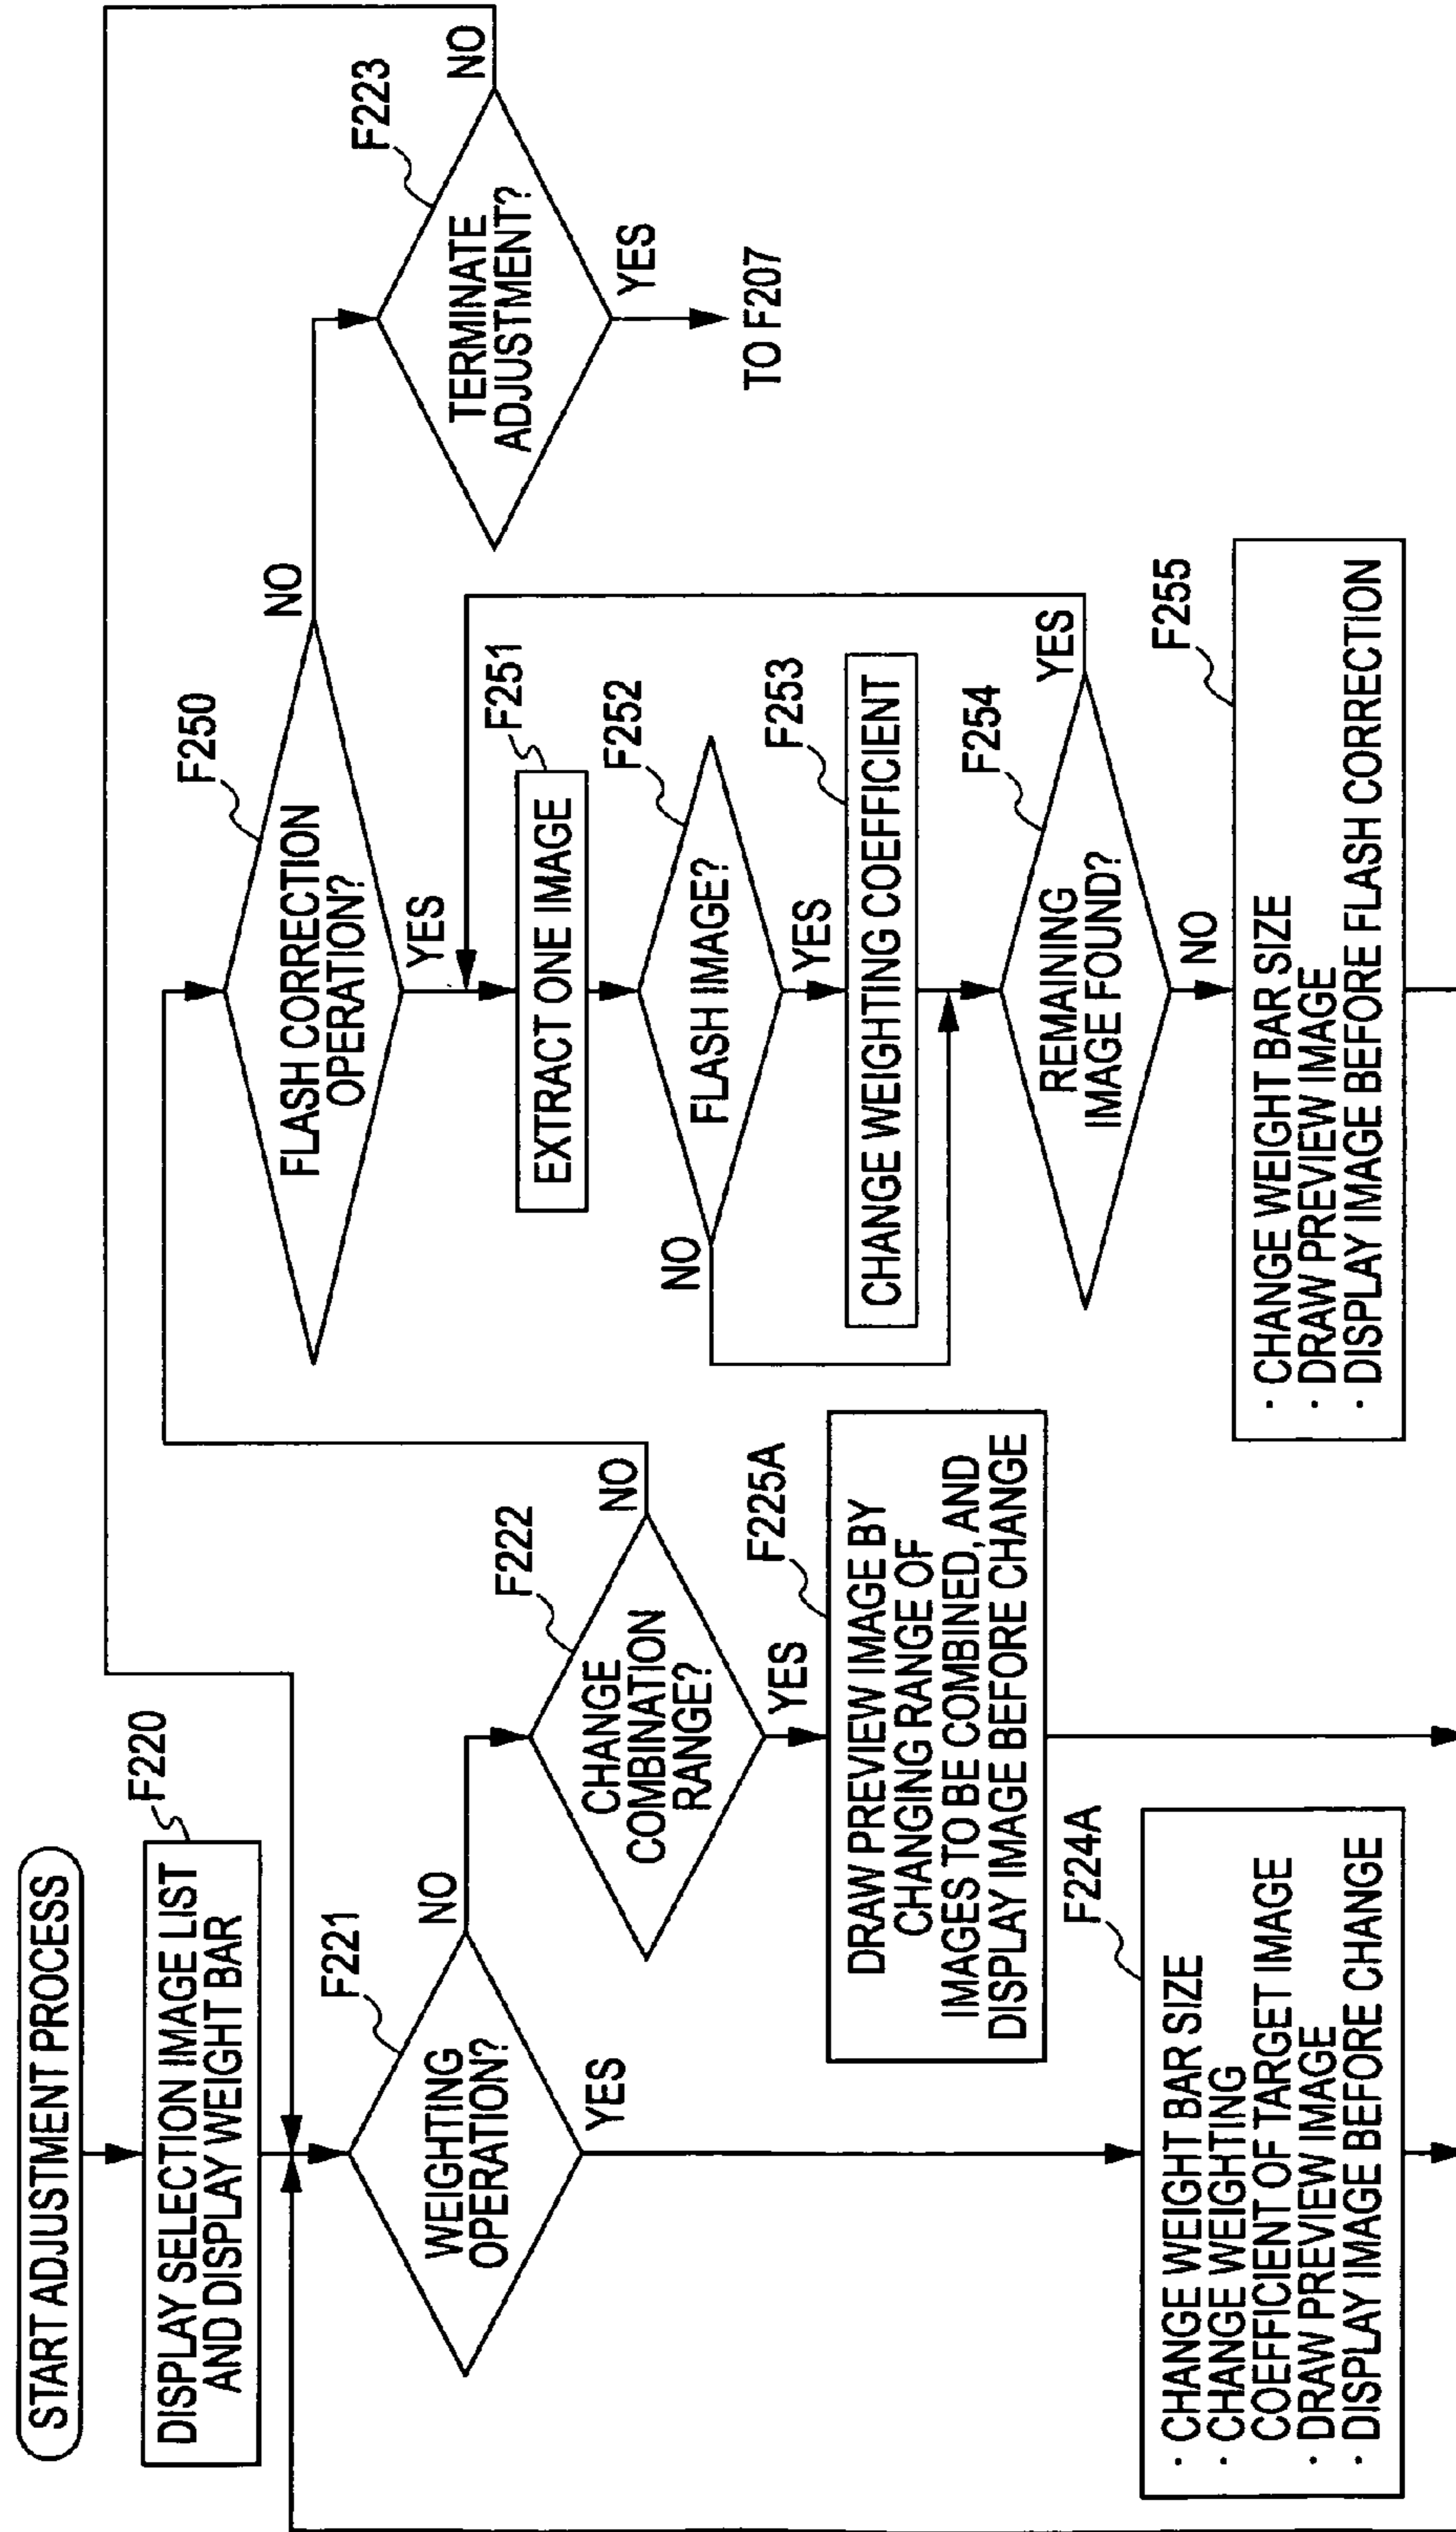 START ADJUSTMENT PROCESS
F220
DISPLAY SELECTION IMAGE LIST
AND DISPLAY WEIGHT BAR
F221
WEIGHTING
OPERATION?
NO
YES
F222
CHANGE
COMBINATION
RANGE?
NO
YES
F225A
DRAW PREVIEW IMAGE BY
CHANGING RANGE OF
IMAGES TO BE COMBINED, AND
DISPLAY IMAGE BEFORE CHANGE
F224A
· CHANGE WEIGHT BAR SIZE
· CHANGE WEIGHTING
COEFFICIENT OF TARGET IMAGE
· DRAW PREVIEW IMAGE
· DISPLAY IMAGE BEFORE CHANGE
F250
FLASH CORRECTION
OPERATION?
NO
YES
F251
EXTRACT ONE IMAGE
F252
FLASH IMAGE?
NO
YES
F253
CHANGE WEIGHTING COEFFICIENT
F254
REMAINING
IMAGE FOUND?
YES
NO
F255
· CHANGE WEIGHT BAR SIZE
· DRAW PREVIEW IMAGE
· DISPLAY IMAGE BEFORE FLASH CORRECTION
F223
TERMINATE
ADJUSTMENT?
NO
YES
TO F207